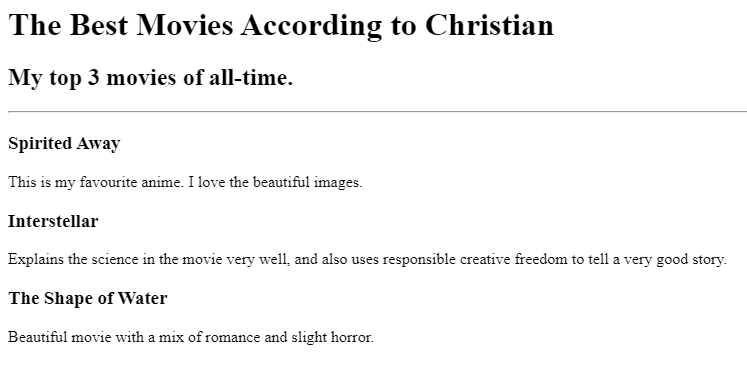 The Best Movies According to Christian
My top 3 movies of all-time.
Spirited Away
This is my favourite anime. I love the beautiful images.
Interstellar
Explains the science in the movie very well, and also uses responsible creative freedom to tell a very good story.
The Shape of Water
Beautiful movie with a mix of romance and slight horror.